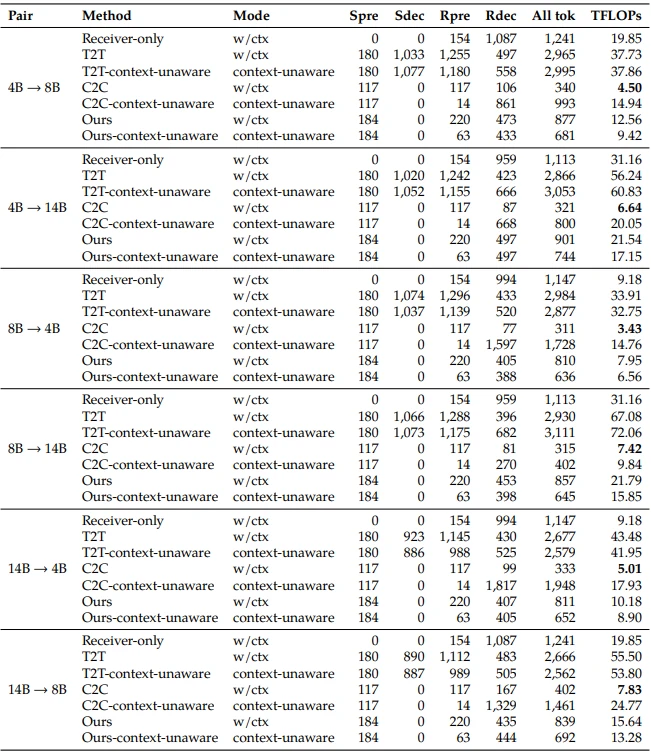 Pair Method Mode Spre Sdec Rpre Rdec All tok TFLOPs
Receiver-only w/ctx 0 0 154 1,087 1,241 19.85
T2T w/ctx 180 1,033 1,255 497 2,965 37.73
T2T-context-unaware context-unaware 180 1,077 1,180 558 2,995 37.86
4B → 8B C2C w/ctx 117 0 117 106 340 4.50
C2C-context-unaware context-unaware 117 0 14 861 993 14.94
Ours w/ctx 184 0 220 473 877 12.56
Ours-context-unaware context-unaware 184 0 63 433 681 9.42
Receiver-only w/ctx 0 0 154 959 1,113 31.16
T2T w/ctx 180 1,020 1,242 423 2,866 56.24
T2T-context-unaware context-unaware 180 1,052 1,155 666 3,053 60.83
4B → 14B C2C w/ctx 117 0 117 87 321 6.64
C2C-context-unaware context-unaware 117 0 14 668 800 20.05
Ours w/ctx 184 0 220 497 901 21.54
Ours-context-unaware context-unaware 184 0 63 497 744 17.15
Receiver-only w/ctx 0 0 154 994 1,147 9.18
T2T w/ctx 180 1,074 1,296 433 2,984 33.91
T2T-context-unaware context-unaware 180 1,037 1,139 520 2,877 32.75
8B → 4B C2C w/ctx 117 0 117 77 311 3.43
C2C-context-unaware context-unaware 117 0 14 1,597 1,728 14.76
Ours w/ctx 184 0 220 405 810 7.95
Ours-context-unaware context-unaware 184 0 63 388 636 6.56
Receiver-only w/ctx 0 0 154 959 1,113 31.16
T2T w/ctx 180 1,066 1,288 396 2,930 67.08
T2T-context-unaware context-unaware 180 1,073 1,175 682 3,111 72.06
8B → 14B C2C w/ctx 117 0 117 81 315 7.42
C2C-context-unaware context-unaware 117 0 14 270 402 9.84
Ours w/ctx 184 0 220 453 857 21.79
Ours-context-unaware context-unaware 184 0 63 398 645 15.85
Receiver-only w/ctx 0 0 154 994 1,147 9.18
T2T w/ctx 180 923 1,145 430 2,677 43.48
T2T-context-unaware context-unaware 180 886 988 525 2,579 41.95
14B → 4B C2C w/ctx 117 0 117 99 333 5.01
C2C-context-unaware context-unaware 117 0 14 1,817 1,948 17.93
Ours w/ctx 184 0 220 407 811 10.18
Ours-context-unaware context-unaware 184 0 63 405 652 8.90
Receiver-only w/ctx 0 0 154 1,087 1,241 19.85
T2T w/ctx 180 890 1,112 483 2,666 55.50
T2T-context-unaware context-unaware 180 887 989 505 2,562 53.80
14B → 8B C2C w/ctx 117 0 117 167 402 7.83
C2C-context-unaware context-unaware 117 0 14 1,329 1,461 24.77
Ours w/ctx 184 0 220 435 839 15.64
Ours-context-unaware context-unaware 184 0 63 444 692 13.28